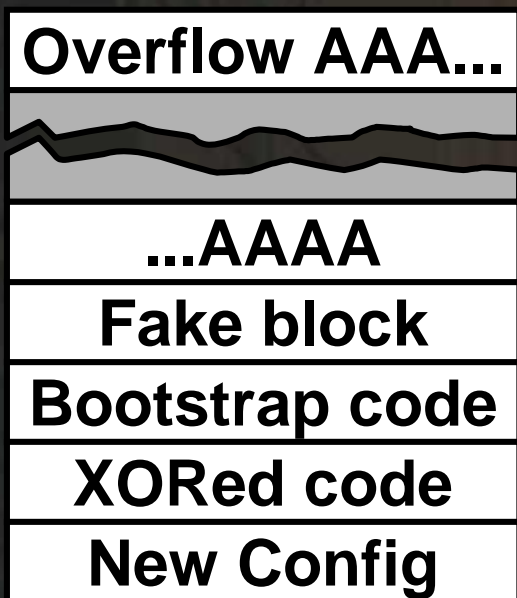 Overflow AAA...
...AAAA
Fake block
Bootstrap code
XORed code
New Config